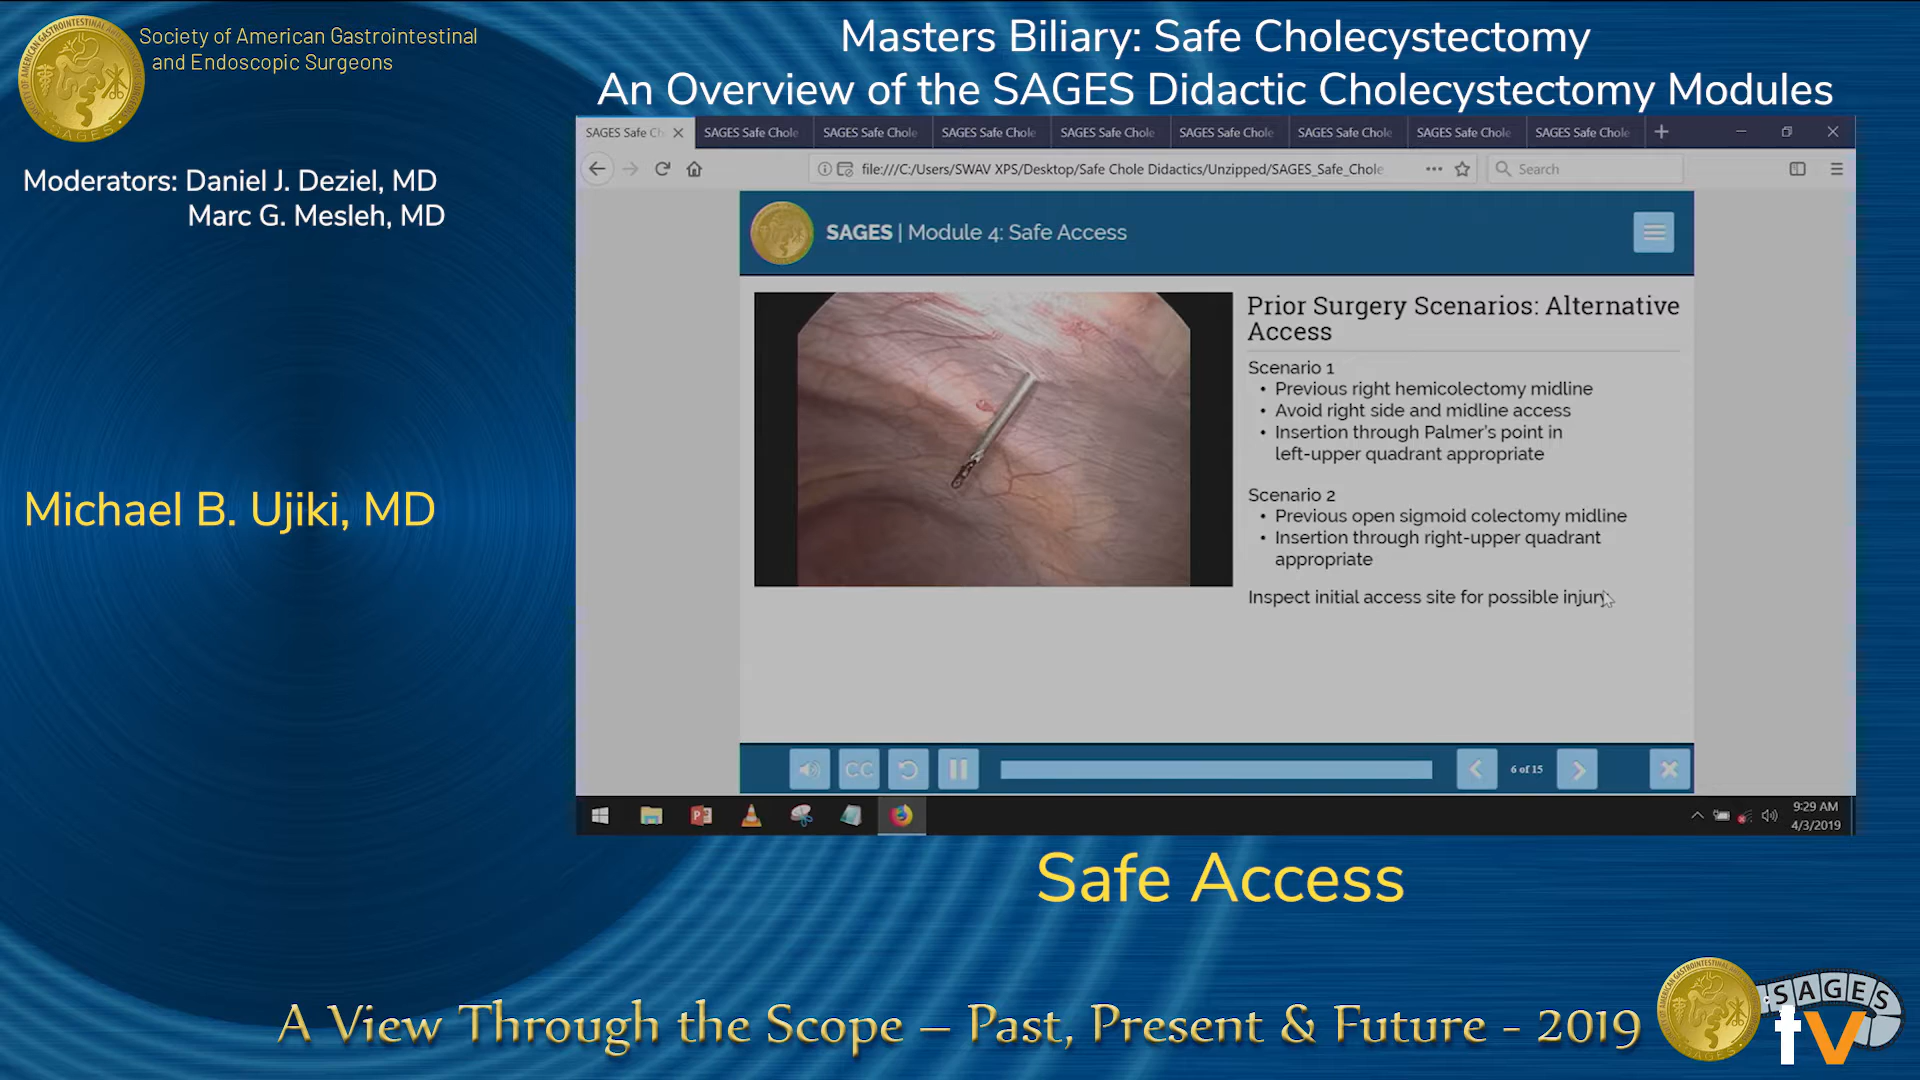 Society of American Gastrointestinal
and Endoscopic Surgeons
Masters Biliary: Safe Cholecystectomy
An Overview of the SAGES Didactic Cholecystectomy Modules
Moderators: Daniel J. Deziel, MD
Marc G. Mesleh, MD
Michael B. Ujiki, MD
SAGES Safe Ch
SAGES Safe Chole
SAGES Safe Chole
SAGES Safe Chole
SAGES Safe Chole
SAGES Safe Chole
SAGES Safe Chole
SAGES Safe Chole
SAGES Safe Chole
file:///C:/Users/SWAV XPS/Desktop/Safe Chole Didactics/Unzipped/SAGES_Safe_Chole
Search
SAGES | Module 4: Safe Access
Prior Surgery Scenarios: Alternative
Access
Scenario 1
• Previous right hemicolectomy midline
• Avoid right side and midline access
• Insertion through Palmer's point in
left-upper quadrant appropriate
Scenario 2
• Previous open sigmoid colectomy midline
• Insertion through right-upper quadrant
appropriate
Inspect initial access site for possible injury
CC
6 of 15
9:29 AM
4/3/2019
Safe Access
A View Through the Scope – Past, Present & Future - 2019
SAGES
tv